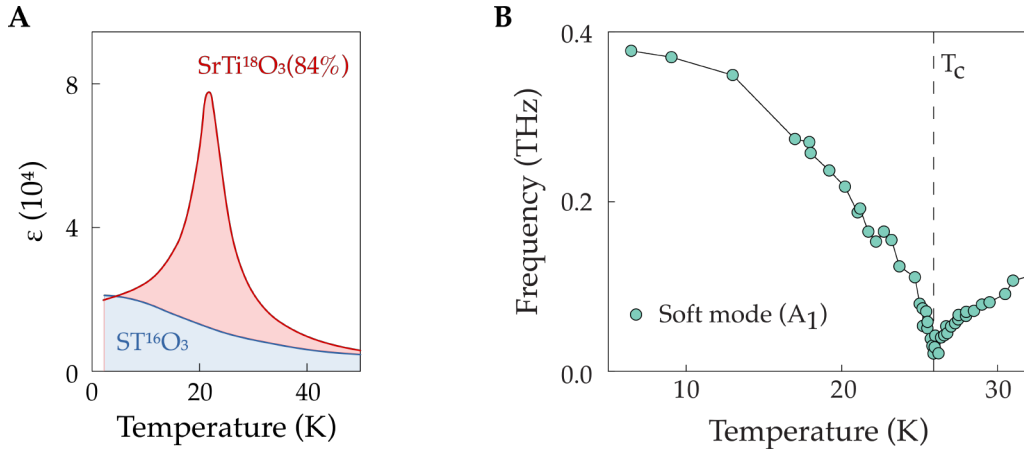 A
SrTi¹⁸O₃(84%)
8
4
0
ε (10⁴)
ST¹⁶O₃
0
20
40
Temperature (K)
B
0.4
0.2
0.0
Frequency (THz)
T_c
Soft mode (A₁)
10
20
30
Temperature (K)